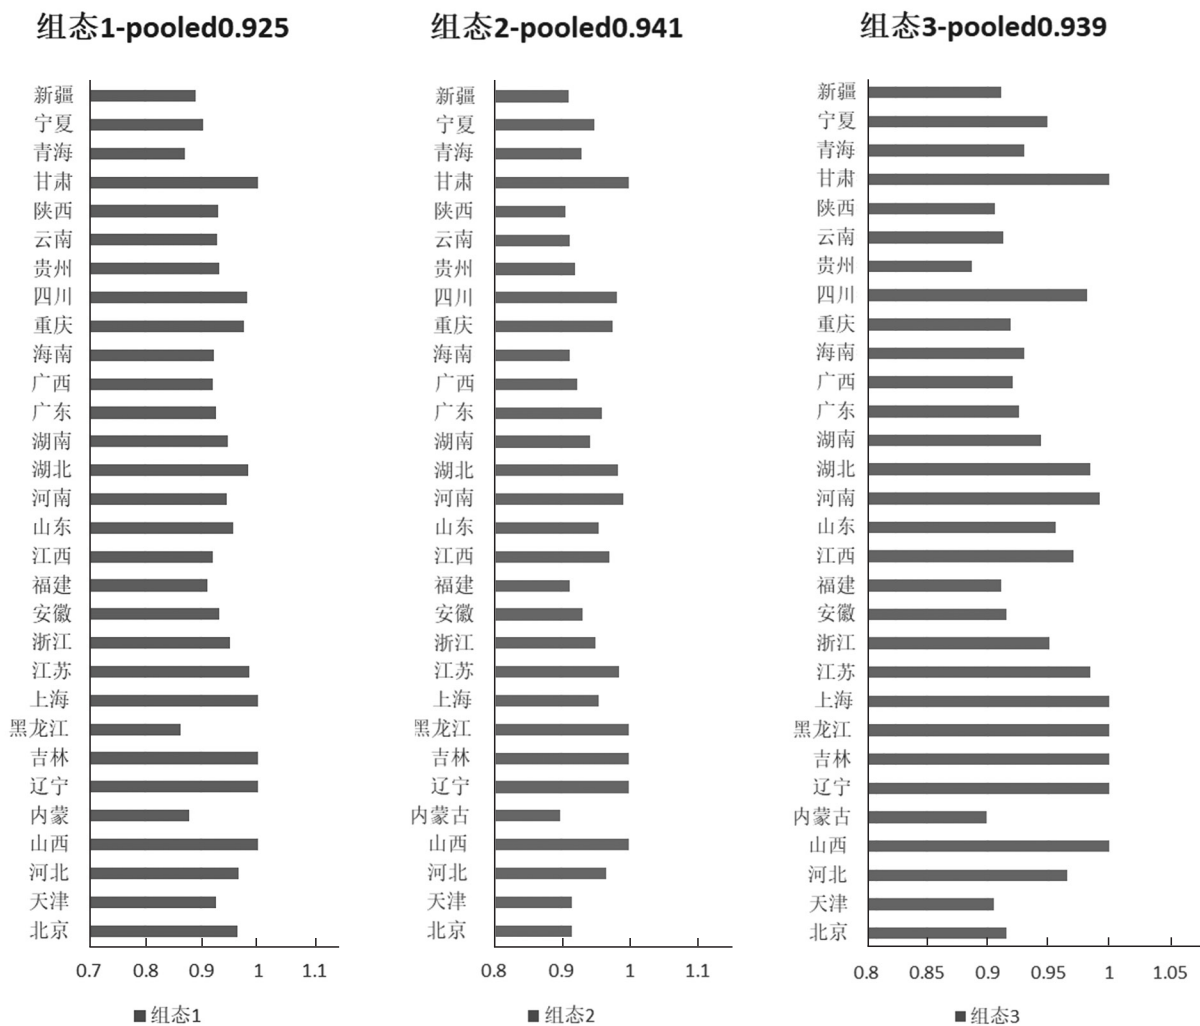 组态1-pooled0.925
新疆
宁夏
青海
甘肃
陕西
云南
贵州
四川
重庆
海南
广西
广东
湖南
湖北
河南
山东
江西
福建
安徽
浙江
江苏
上海
黑龙江
吉林
辽宁
内蒙
山西
河北
天津
北京
0.7 0.8 0.9 1 1.1
■组态1
组态2-pooled0.941
新疆
宁夏
青海
甘肃
陕西
云南
贵州
四川
重庆
海南
广西
广东
湖南
湖北
河南
山东
江西
福建
安徽
浙江
江苏
上海
黑龙江
吉林
辽宁
内蒙古
山西
河北
天津
北京
0.8 0.9 1 1.1
■组态2
组态3-pooled0.939
新疆
宁夏
青海
甘肃
陕西
云南
贵州
四川
重庆
海南
广西
广东
湖南
湖北
河南
山东
江西
福建
安徽
浙江
江苏
上海
黑龙江
吉林
辽宁
内蒙古
山西
河北
天津
北京
0.8 0.85 0.9 0.95 1 1.05
■组态3